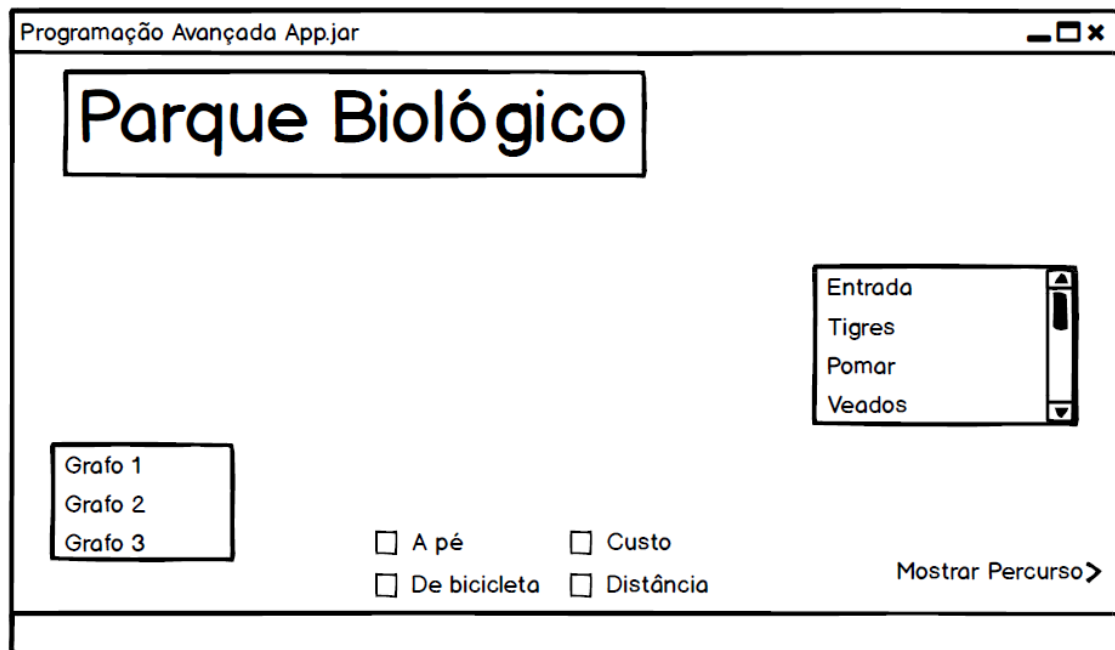 Programação Avançada App.jar
Parque Biológico
Entrada
Tigres
Pomar
Veados
Grafo 1
Grafo 2
Grafo 3
A pé
Custo
De bicicleta
Distância
Mostrar Percurso